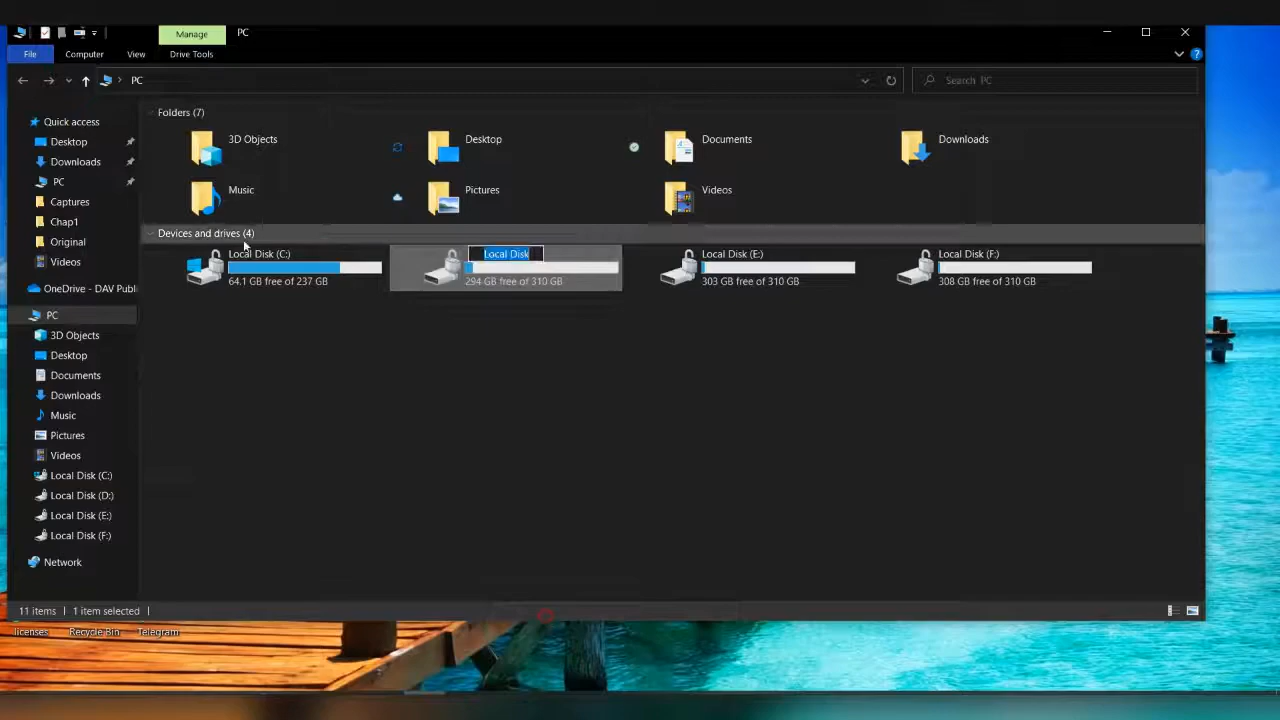 Manage
PC
File
Computer
View
Drive Tools
PC
Search PC
Quick access
Desktop
Downloads
PC
Captures
Chap1
Original
Videos
OneDrive - DAV Publ
PC
3D Objects
Desktop
Documents
Downloads
Music
Pictures
Videos
Local Disk (C:)
Local Disk (D:)
Local Disk (E:)
Local Disk (F:)
Network
Folders (7)
3D Objects
Desktop
Documents
Downloads
Music
Pictures
Videos
Devices and drives (4)
Local Disk (C:)
64.1 GB free of 237 GB
Local Disk
294 GB free of 310 GB
Local Disk (E:)
303 GB free of 310 GB
Local Disk (F:)
308 GB free of 310 GB
11 items
1 item selected
licenses
Recycle Bin
Telegram